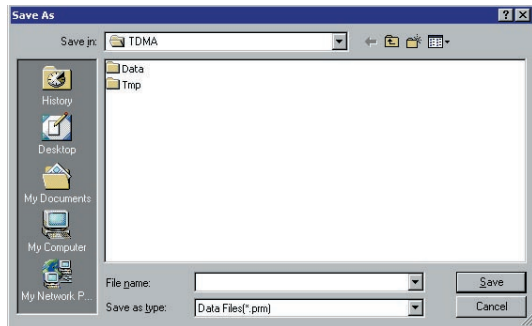 Save As
Save in: TDMA
Data
Tmp
History
Desktop
My Documents
My Computer
My Network P...
File name:
Save
Save as type: Data Files(*.prm)
Cancel